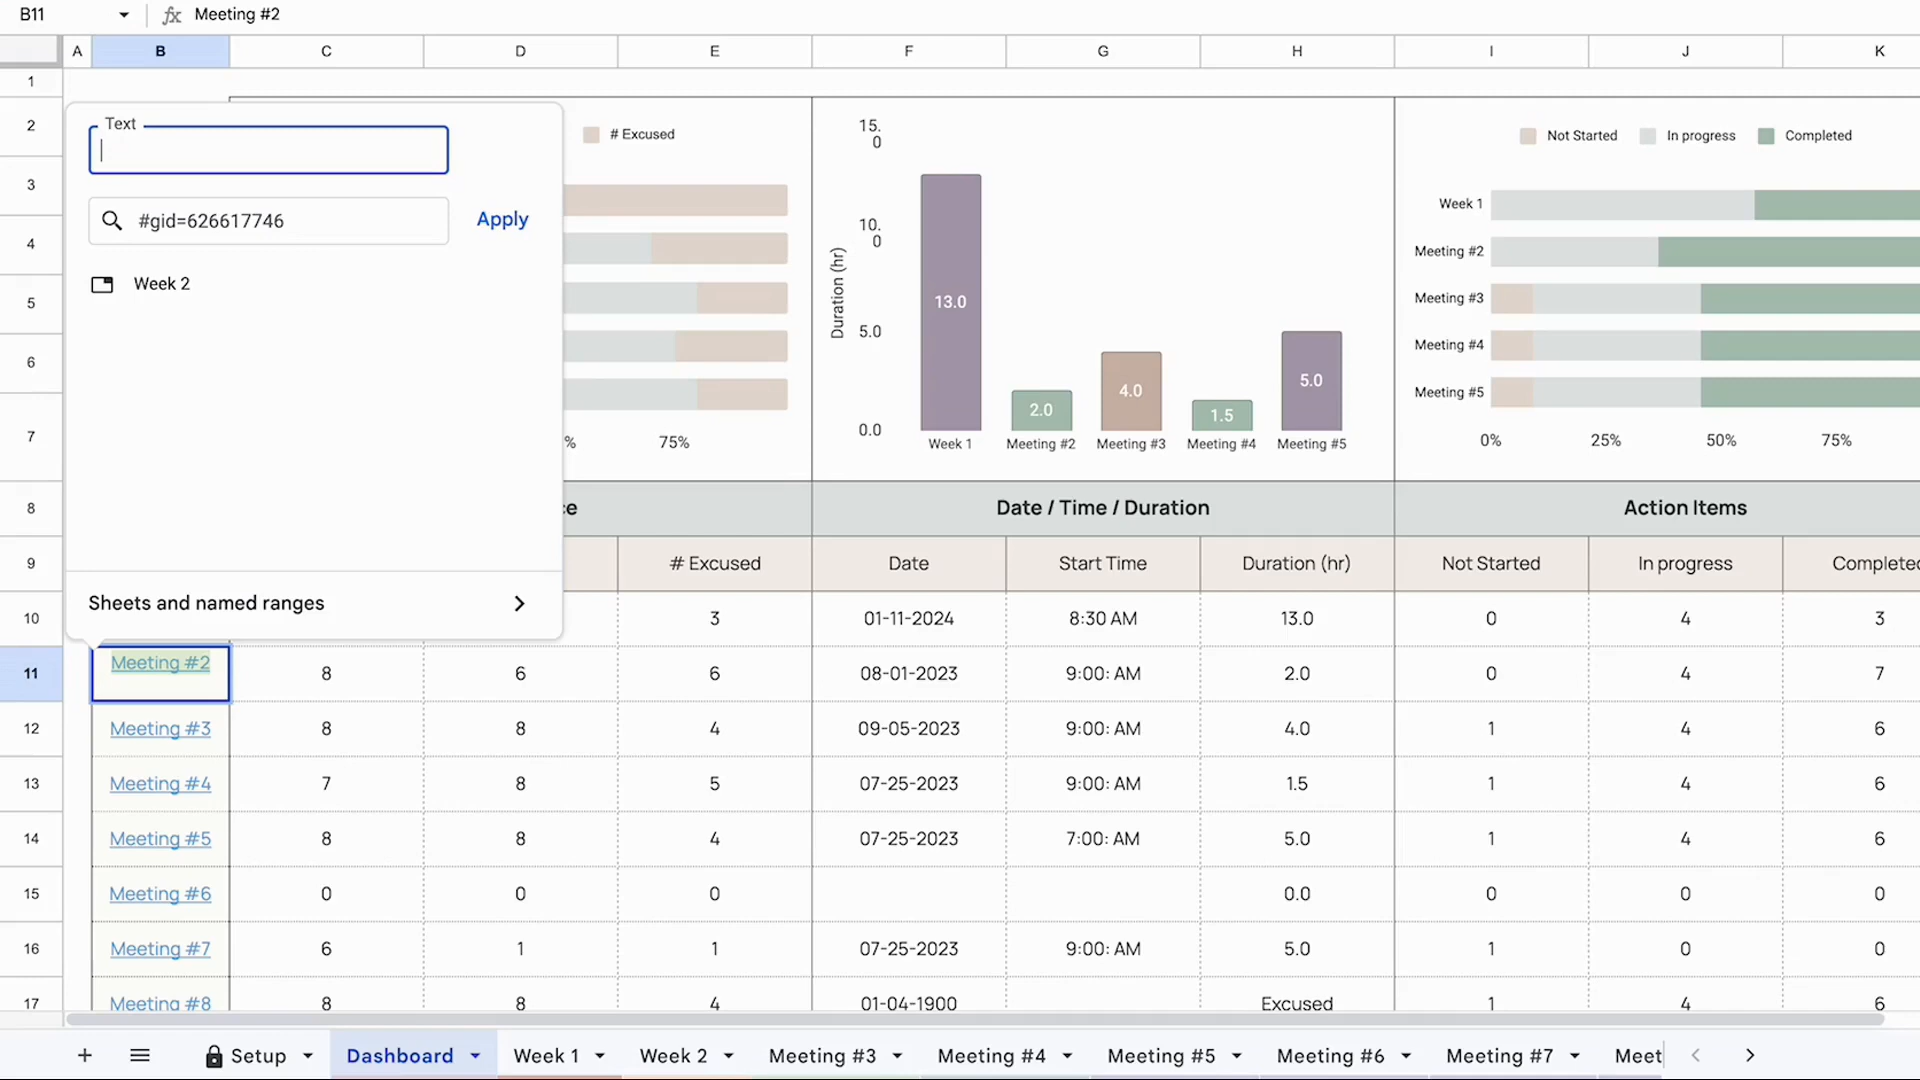 B11 fx Meeting #2
A B C D E F G H I J K
1
2
3
4
5
6
7
Text
#gid=626617746
Apply
Week 2
Sheets and named ranges
# Excused
%
75%
15.
0
10.
0
5.0
0.0
Duration (hr)
13.0
2.0
4.0
1.5
5.0
Week 1 Meeting #2 Meeting #3 Meeting #4 Meeting #5
Not Started In progress Completed
Week 1
Meeting #2
Meeting #3
Meeting #4
Meeting #5
0% 25% 50% 75%
8 ce Date / Time / Duration Action Items
9 # Excused Date Start Time Duration (hr) Not Started In progress Completed
10 3 01-11-2024 8:30 AM 13.0 0 4 3
11 Meeting #2 8 6 6 08-01-2023 9:00: AM 2.0 0 4 7
12 Meeting #3 8 8 4 09-05-2023 9:00: AM 4.0 1 4 6
13 Meeting #4 7 8 5 07-25-2023 9:00: AM 1.5 1 4 6
14 Meeting #5 8 8 4 07-25-2023 7:00: AM 5.0 1 4 6
15 Meeting #6 0 0 0 0.0 0 0 0
16 Meeting #7 6 1 1 07-25-2023 9:00: AM 5.0 1 0 0
17 Meeting #8 8 8 4 01-04-1900 Excused 1 4 6
+ Setup Dashboard Week 1 Week 2 Meeting #3 Meeting #4 Meeting #5 Meeting #6 Meeting #7 Meet